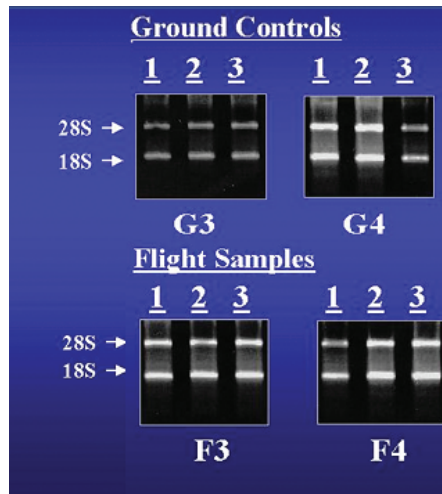 Ground Controls
1 2 3 1 2 3
28S
18S
G3 G4
Flight Samples
1 2 3 1 2 3
28S
18S
F3 F4